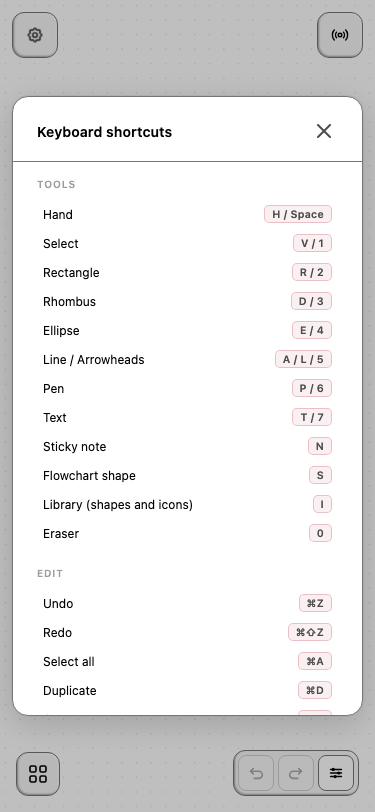 Keyboard shortcuts
TOOLS
Hand H / Space
Select V / 1
Rectangle R / 2
Rhombus D / 3
Ellipse E / 4
Line / Arrowheads A / L / 5
Pen P / 6
Text T / 7
Sticky note N
Flowchart shape S
Library (shapes and icons) I
Eraser 0
EDIT
Undo ⌘Z
Redo ⌘⇧Z
Select all ⌘A
Duplicate ⌘D